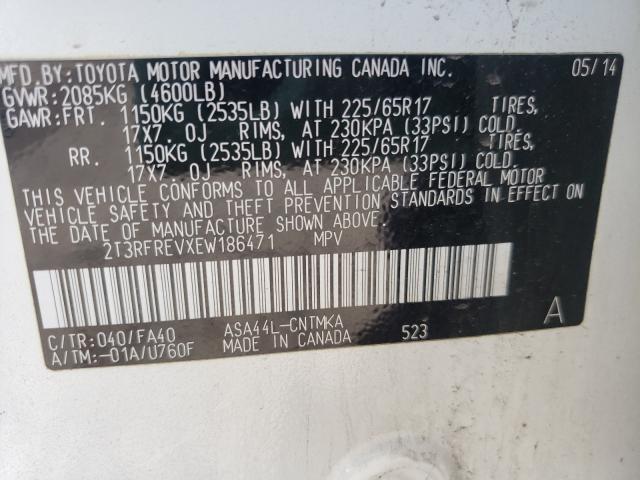 MFD.BY:TOYOTA MOTOR MANUFACTURING CANADA INC. 05/14
GVWR:2085KG (4600LB)
GAWR:FRT. 1150KG (2535LB) WITH 225/65R17 TIRES,
17X7.0J RIMS, AT 230KPA (33PSI) COLD.
RR. 1150KG (2535LB) WITH 225/65R17 TIRES,
17X7.0J RIMS, AT 230KPA (33PSI) COLD.
THIS VEHICLE CONFORMS TO ALL APPLICABLE FEDERAL MOTOR
VEHICLE SAFETY AND THEFT PREVENTION STANDARDS IN EFFECT ON
THE DATE OF MANUFACTURE SHOWN ABOVE.
2T3RFREVXEW186471 MPV
C/TR:040/FA40 ASA44L-CNTMKA 523 A
A/TM:-01A/U760F MADE IN CANADA